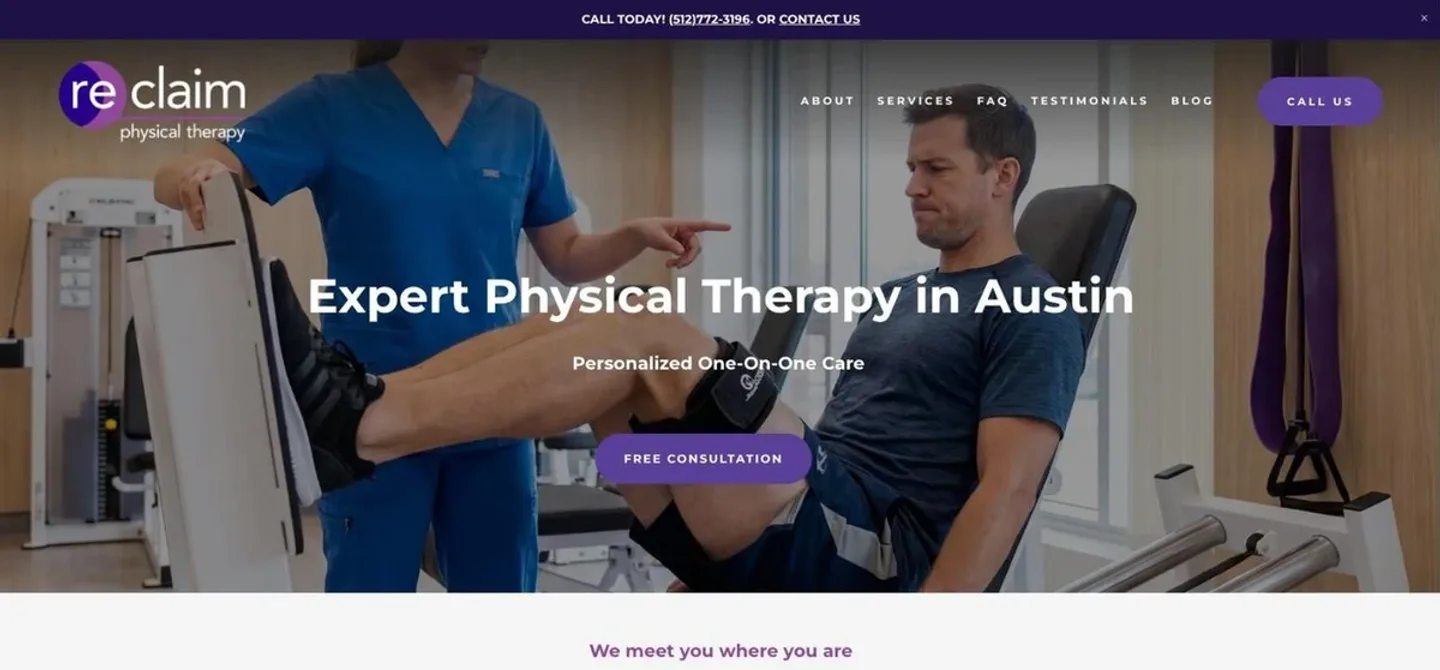 CALL TODAY! (512)772-3196. OR CONTACT US
×
re claim
physical therapy
ABOUT SERVICES FAQ TESTIMONIALS BLOG
CALL US
Expert Physical Therapy in Austin
Personalized One-On-One Care
FREE CONSULTATION
We meet you where you are